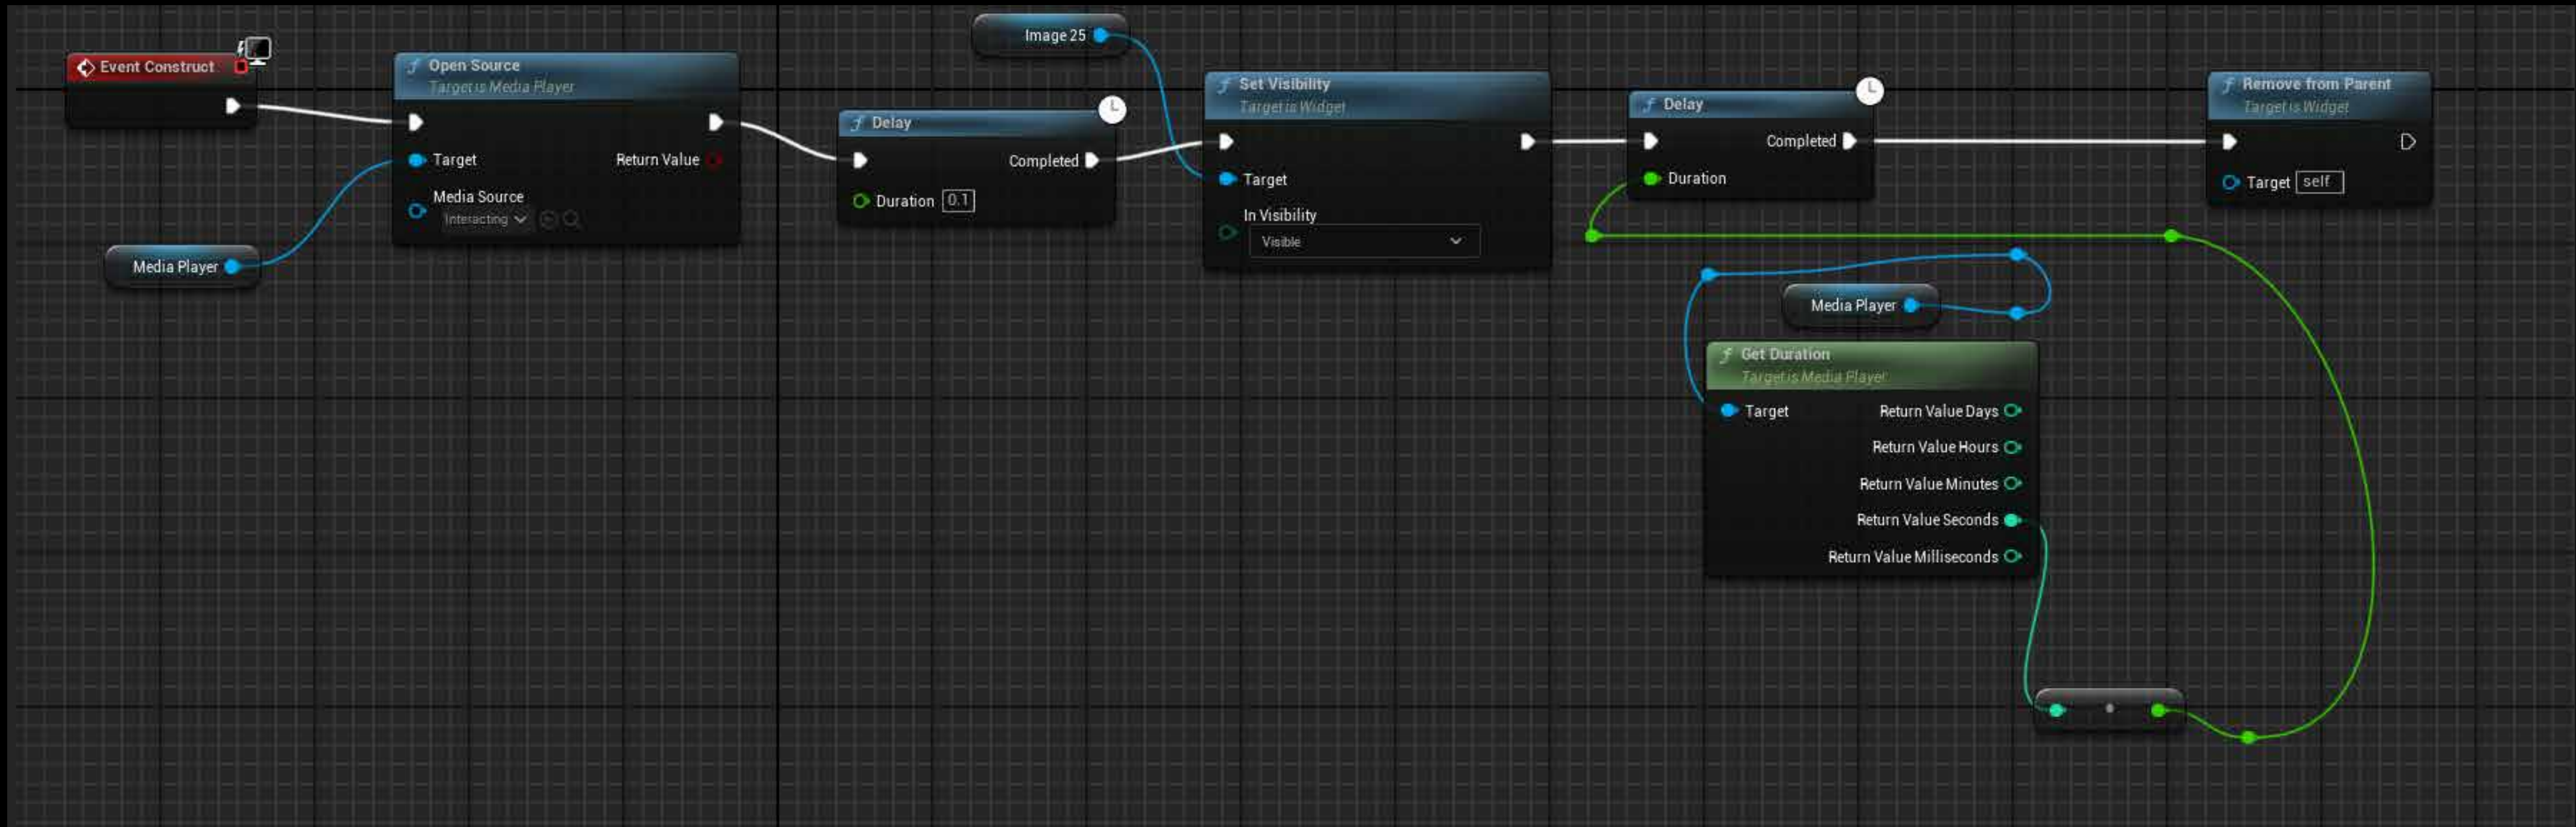 Event Construct
Open Source
Target is Media Player
Target
Return Value
Media Source
Interacting
Media Player
Delay
Completed
Duration 0.1
Image 25
Set Visibility
Target is Widget
Target
In Visibility
Visible
Delay
Completed
Duration
Remove from Parent
Target is Widget
Target self
Media Player
Get Duration
Target is Media Player
Target
Return Value Days
Return Value Hours
Return Value Minutes
Return Value Seconds
Return Value Milliseconds